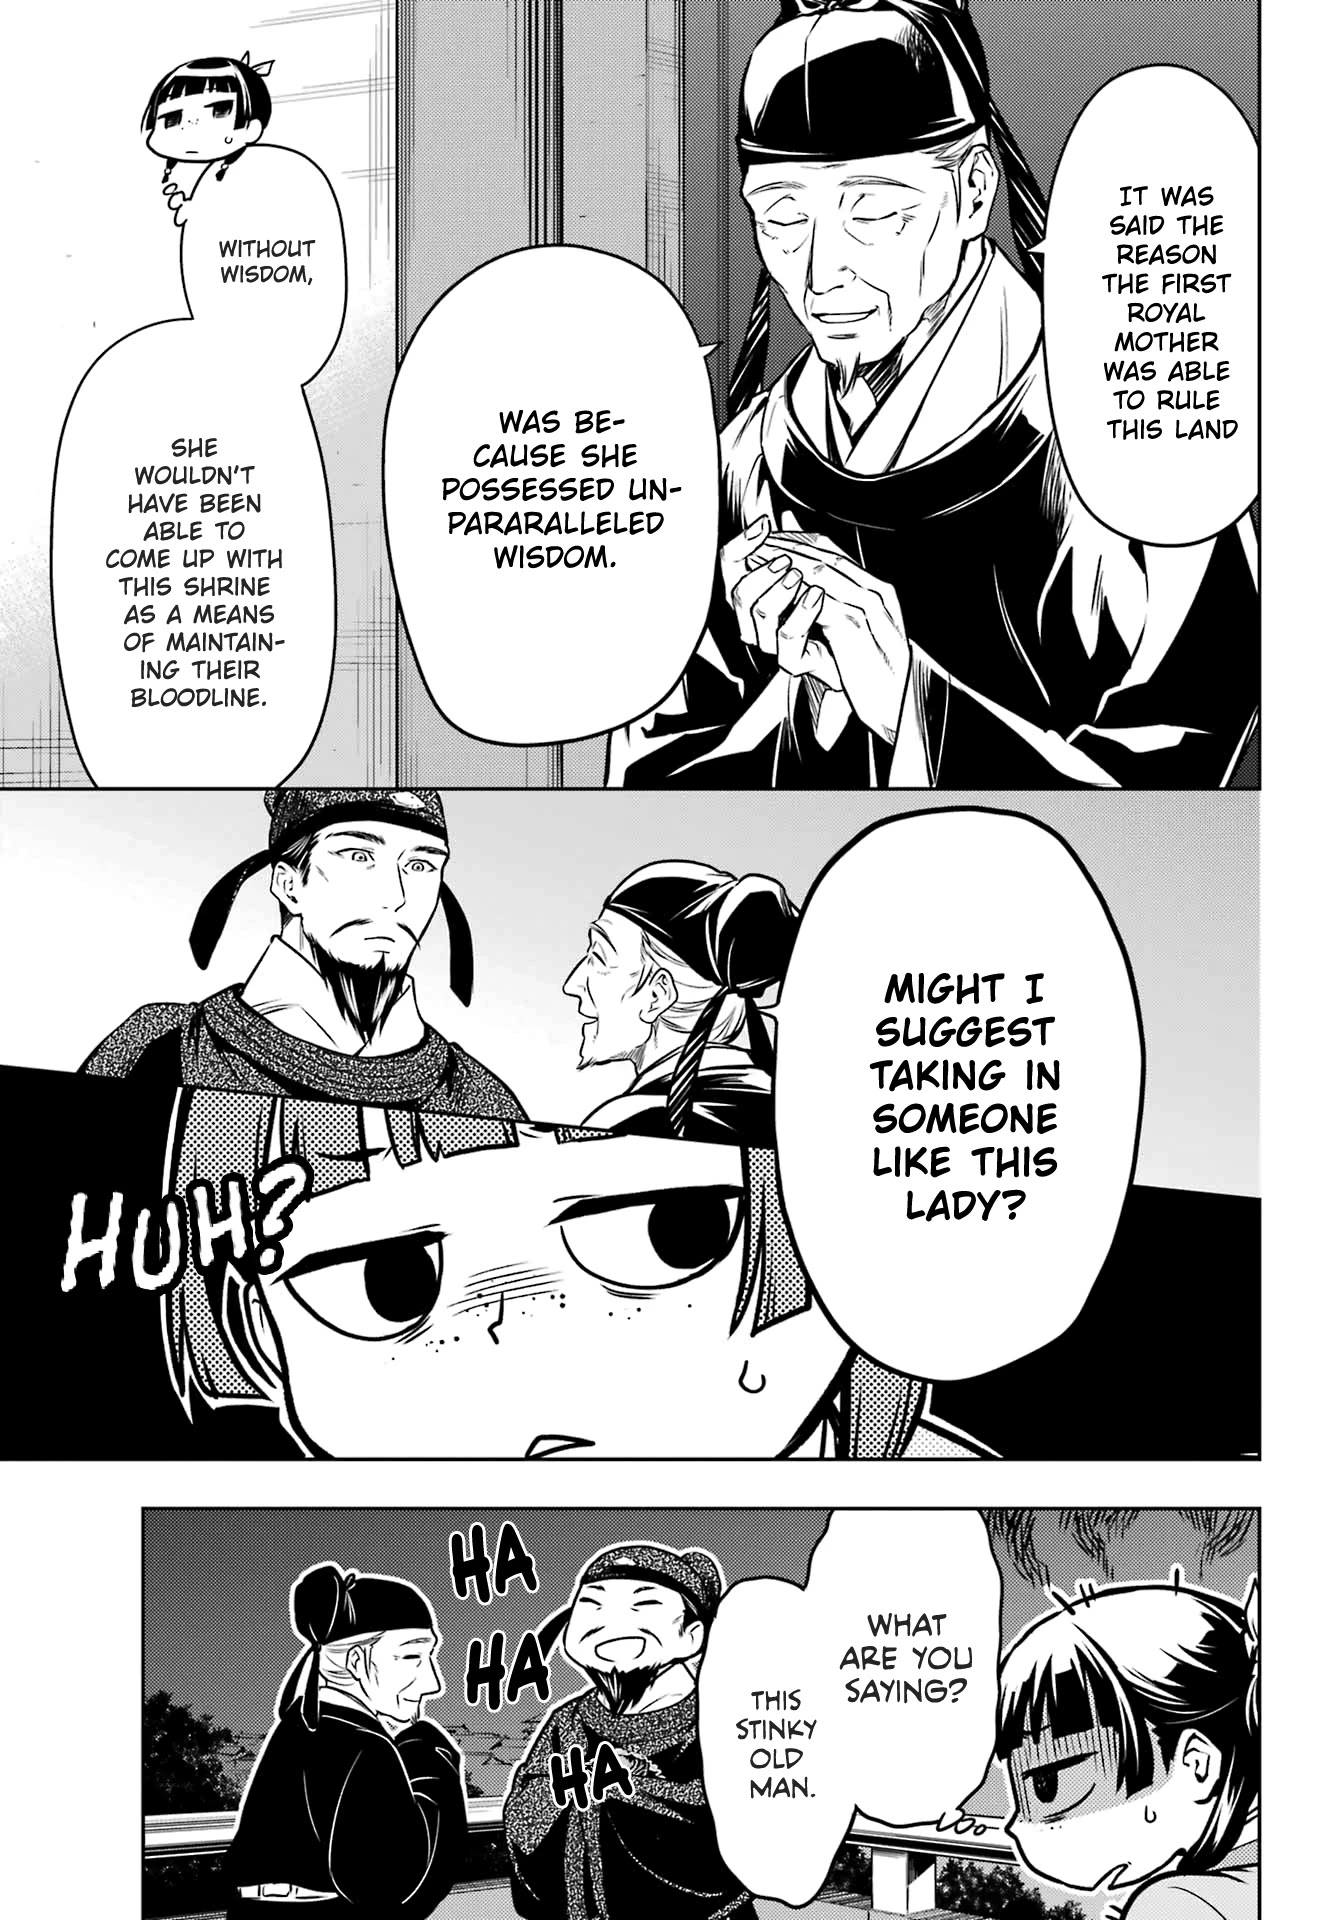 IT WAS
SAID THE
REASON
THE FIRST
ROYAL
MOTHER
WAS ABLE
TO RULE
THIS LAND
WAS BE-
CAUSE SHE
POSSESSED UN-
PARARALLELED
WISDOM.
WITHOUT
WISDOM,
SHE
WOULDN'T
HAVE BEEN
ABLE TO
COME UP WITH
THIS SHRINE
AS A MEANS
OF MAINTAIN-
ING THEIR
BLOODLINE.
MIGHT I
SUGGEST
TAKING IN
SOMEONE
LIKE THIS
LADY?
HUH?
WHAT
ARE YOU
SAYING?
THIS
STINKY
OLD
MAN.
HA
HA
HA